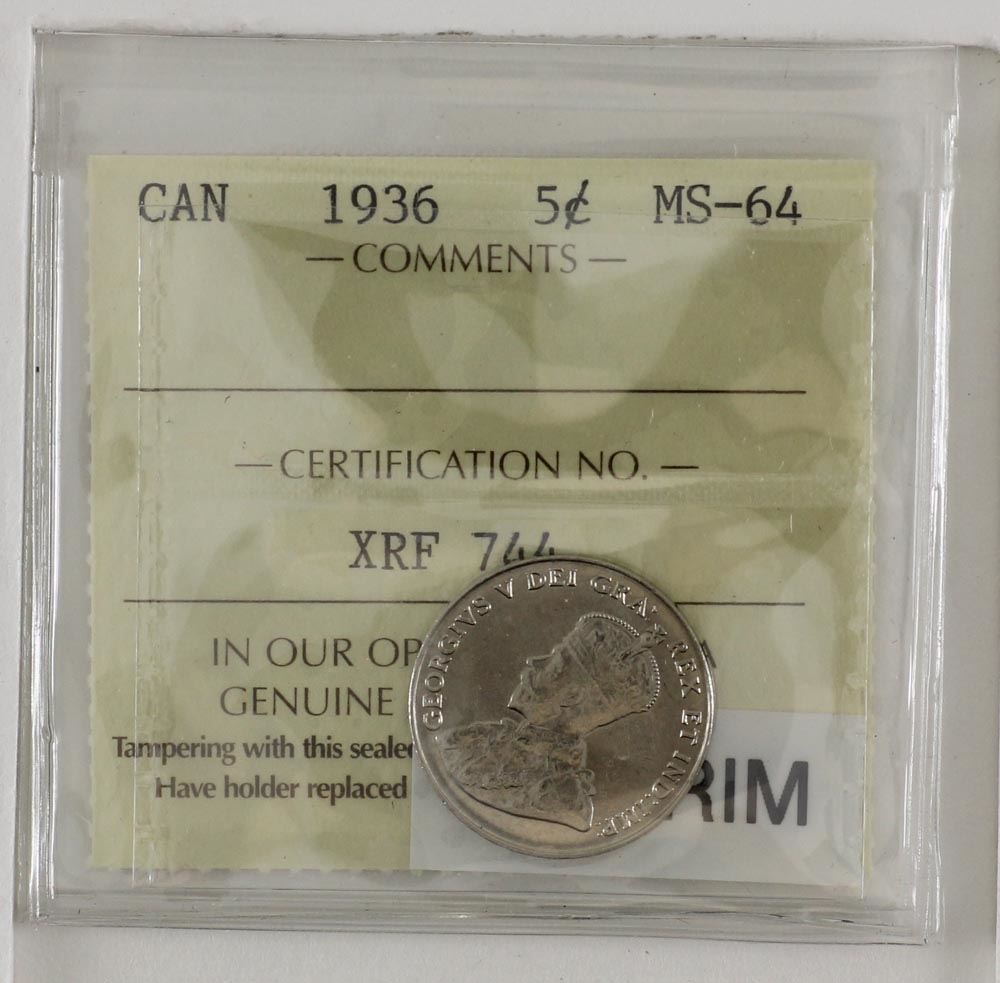 CAN 1936 5¢ MS-64
— COMMENTS —
— CERTIFICATION NO. —
XRF 744
IN OUR OP A
GENUINE
Tampering with this sealed
Have holder replaced
RIM
GEORGIVS V DEI GRA: REX ET IND: IMP: